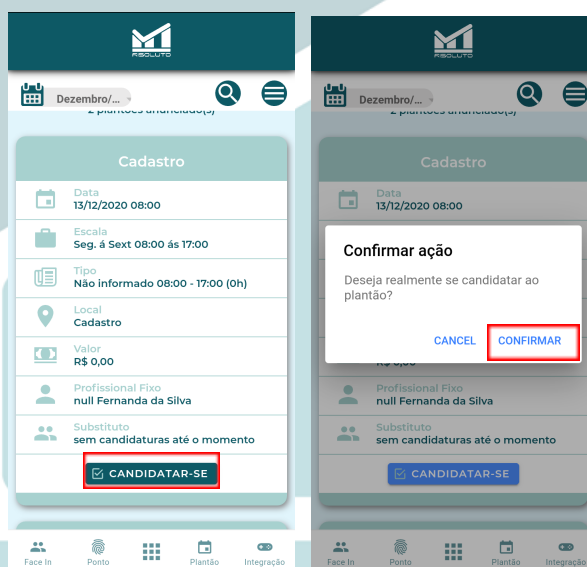 RSOLUTO
Dezembro/...
2 plantões anunciado(s)
Cadastro
Data
13/12/2020 08:00
Escala
Seg. á Sext 08:00 ás 17:00
Tipo
Não informado 08:00 - 17:00 (0h)
Local
Cadastro
Valor
R$ 0,00
Profissional Fixo
null Fernanda da Silva
Substituto
sem candidaturas até o momento
CANDIDATAR-SE
Face In
Ponto
Plantão
Integração
RSOLUTO
Dezembro/...
2 plantões anunciado(s)
Cadastro
Data
13/12/2020 08:00
Confirmar ação
Deseja realmente se candidatar ao
plantão?
CANCEL
CONFIRMAR
R$ 0,00
Profissional Fixo
null Fernanda da Silva
Substituto
sem candidaturas até o momento
CANDIDATAR-SE
Face In
Ponto
Plantão
Integração